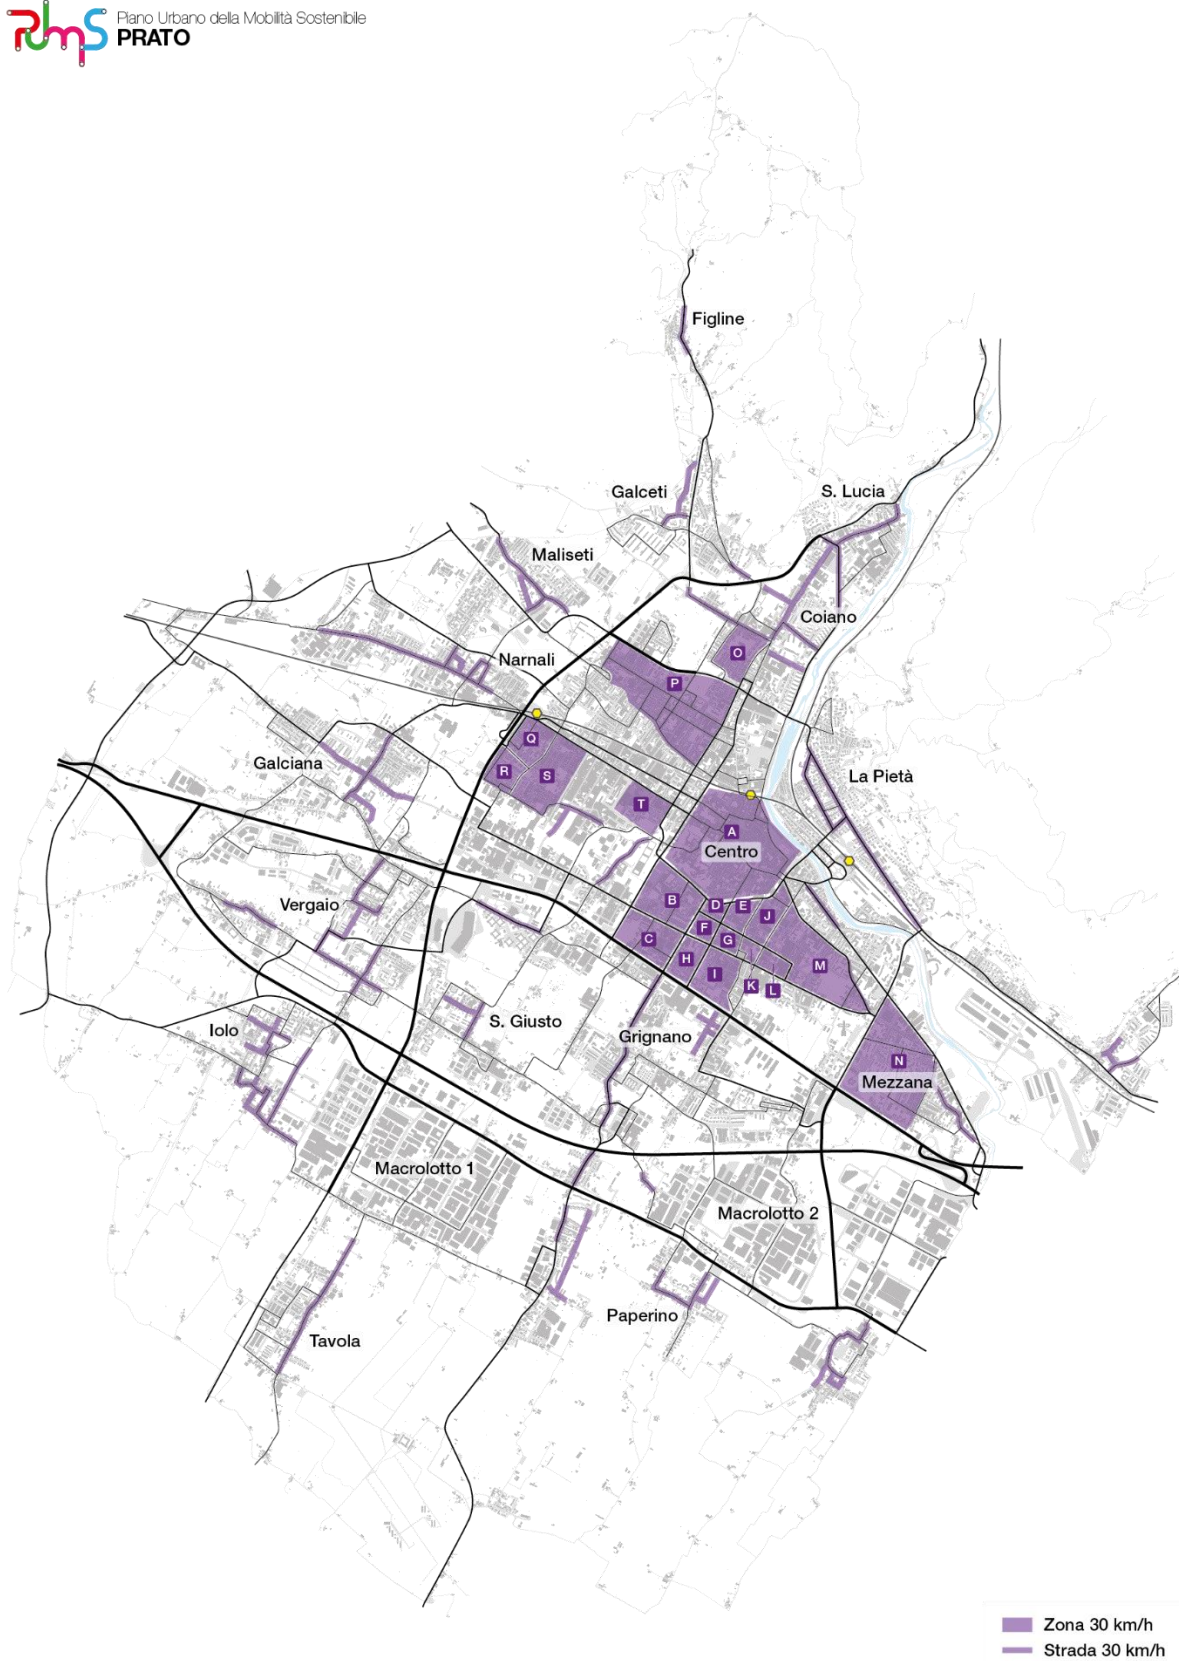 PUMS
Piano Urbano della Mobilità Sostenibile
PRATO
Figline
Galceti
S. Lucia
Maliseti
Coiano
O
Narnali
P
Q
Galciana
R
S
La Pietà
T
A
Centro
Vergaio
B
D
E
J
F
C
G
H
M
I
K
L
Iolo
S. Giusto
Grignano
N
Mezzana
Macrolotto 1
Macrolotto 2
Paperino
Tavola
Zona 30 km/h
Strada 30 km/h